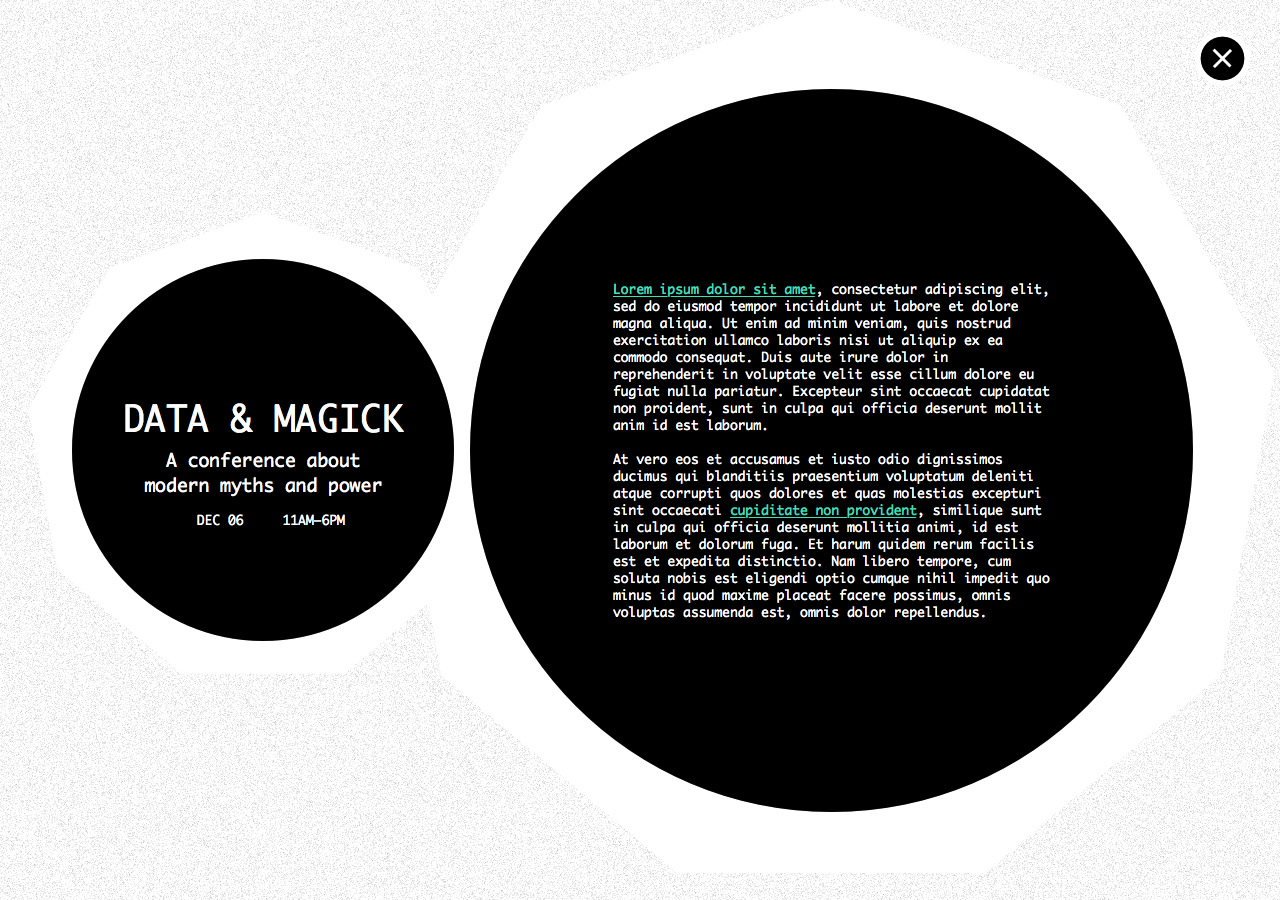 DATA & MAGICK
A conference about
modern myths and power
DEC 06 11AM–6PM
Lorem ipsum dolor sit amet, consectetur adipiscing elit,
sed do eiusmod tempor incididunt ut labore et dolore
magna aliqua. Ut enim ad minim veniam, quis nostrud
exercitation ullamco laboris nisi ut aliquip ex ea
commodo consequat. Duis aute irure dolor in
reprehenderit in voluptate velit esse cillum dolore eu
fugiat nulla pariatur. Excepteur sint occaecat cupidatat
non proident, sunt in culpa qui officia deserunt mollit
anim id est laborum.
At vero eos et accusamus et iusto odio dignissimos
ducimus qui blanditiis praesentium voluptatum deleniti
atque corrupti quos dolores et quas molestias excepturi
sint occaecati cupiditate non provident, similique sunt
in culpa qui officia deserunt mollitia animi, id est
laborum et dolorum fuga. Et harum quidem rerum facilis
est et expedita distinctio. Nam libero tempore, cum
soluta nobis est eligendi optio cumque nihil impedit quo
minus id quod maxime placeat facere possimus, omnis
voluptas assumenda est, omnis dolor repellendus.